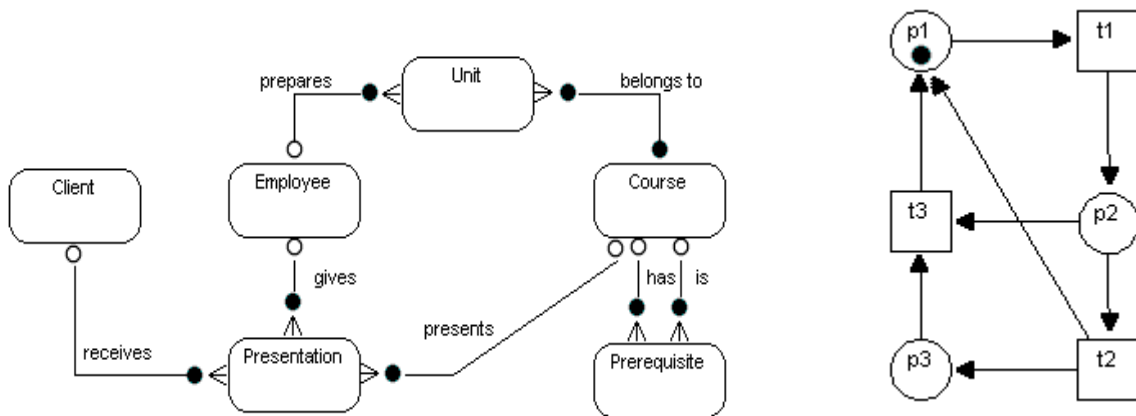 p1
t1
Unit
prepares
belongs to
Client
Employee
Course
t3
p2
gives
has
is
presents
receives
Presentation
Prerequisite
p3
t2